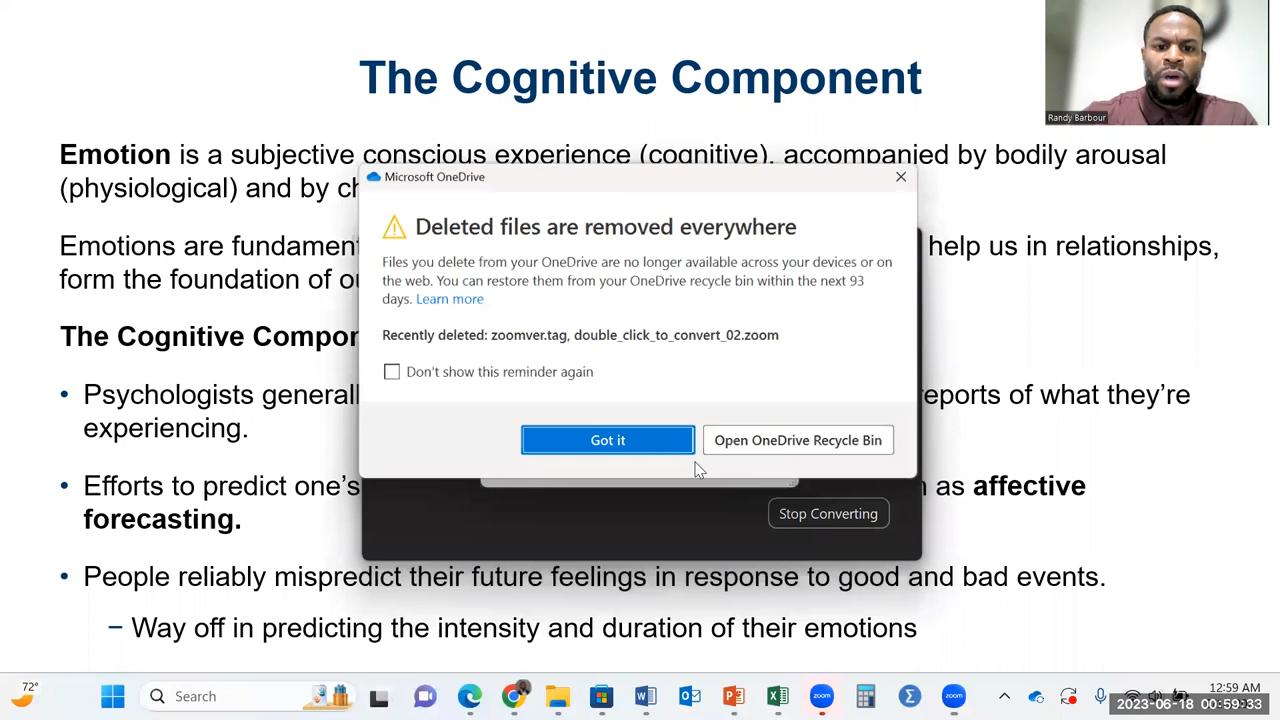 The Cognitive Component
Randy Barbour
Emotion is a subjective conscious experience (cognitive), accompanied by bodily arousal
(physiological) and by ch
Microsoft OneDrive
Deleted files are removed everywhere
Emotions are fundament
help us in relationships,
form the foundation of ou
Files you delete from your OneDrive are no longer available across your devices or on
the web. You can restore them from your OneDrive recycle bin within the next 93
days. Learn more
Recently deleted: zoomver.tag, double_click_to_convert_02.zoom
The Cognitive Compon
Don't show this reminder again
• Psychologists generall
eports of what they're
experiencing.
Got it
Open OneDrive Recycle Bin
• Efforts to predict one's
as affective
forecasting.
Stop Converting
• People reliably mispredict their future feelings in response to good and bad events.
– Way off in predicting the intensity and duration of their emotions
72°
Search
zoom
zoom
12:59 AM
2023-06-18 00:59:33